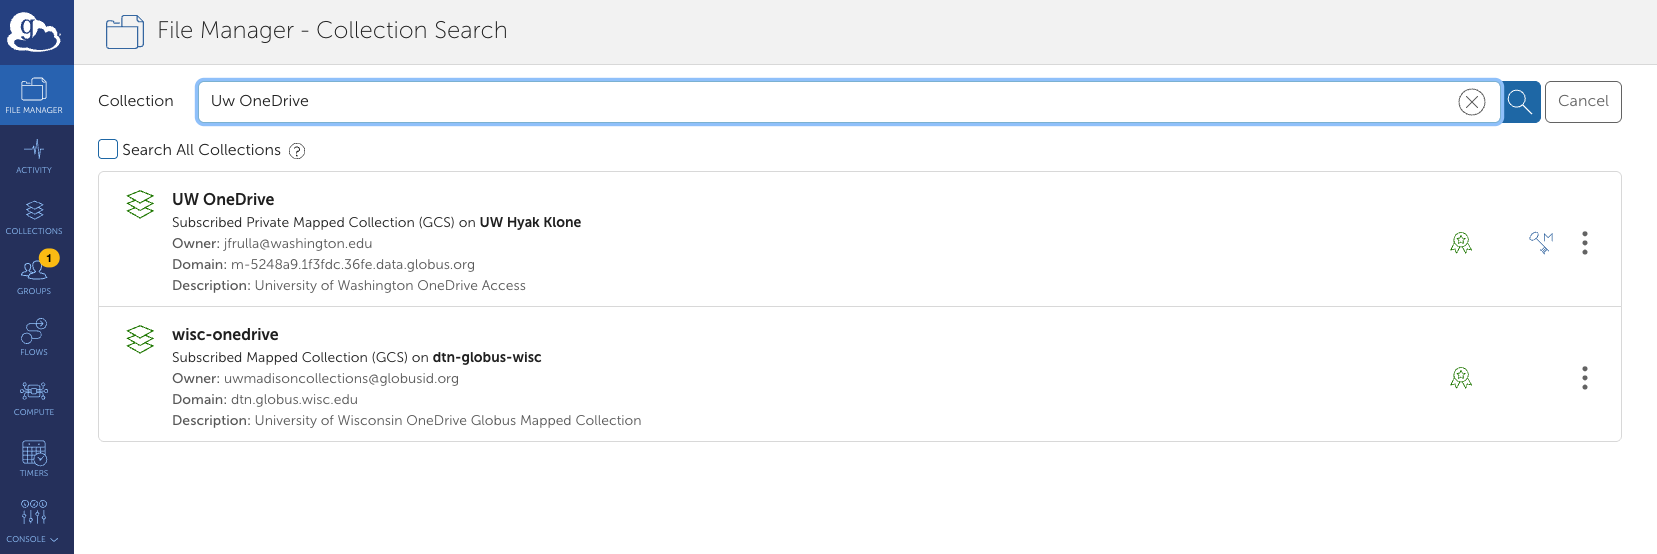 g
File Manager - Collection Search
FILE MANAGER
ACTIVITY
COLLECTIONS
1
GROUPS
FLOWS
COMPUTE
TIMERS
CONSOLE
Collection
Uw OneDrive
Cancel
Search All Collections ?
UW OneDrive
Subscribed Private Mapped Collection (GCS) on UW Hyak Klone
Owner: jfrulla@washington.edu
Domain: m-5248a9.1f3fdc.36fe.data.globus.org
Description: University of Washington OneDrive Access
M
wisc-onedrive
Subscribed Mapped Collection (GCS) on dtn-globus-wisc
Owner: uwmadisoncollections@globusid.org
Domain: dtn.globus.wisc.edu
Description: University of Wisconsin OneDrive Globus Mapped Collection